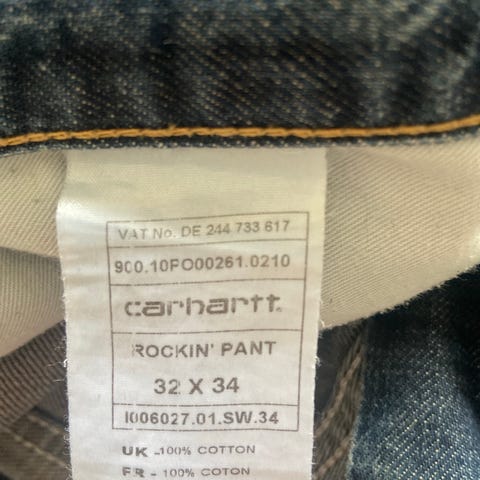 VAT No. DE 244 733 617
900.10PO00261.0210
carhartt.
ROCKIN' PANT
32 X 34
I006027.01.SW.34
UK -100% COTTON
FR - 100% COTON